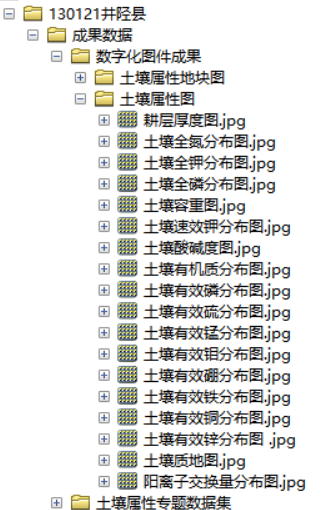 130121井陉县
成果数据
数字化图件成果
土壤属性地块图
土壤属性图
耕层厚度图.jpg
土壤全氮分布图.jpg
土壤全钾分布图.jpg
土壤全磷分布图.jpg
土壤容重图.jpg
土壤速效钾分布图.jpg
土壤酸碱度图.jpg
土壤有机质分布图.jpg
土壤有效磷分布图.jpg
土壤有效硫分布图.jpg
土壤有效锰分布图.jpg
土壤有效钼分布图.jpg
土壤有效硼分布图.jpg
土壤有效铁分布图.jpg
土壤有效铜分布图.jpg
土壤有效锌分布图 .jpg
土壤质地图.jpg
阳离子交换量分布图.jpg
土壤属性专题数据集